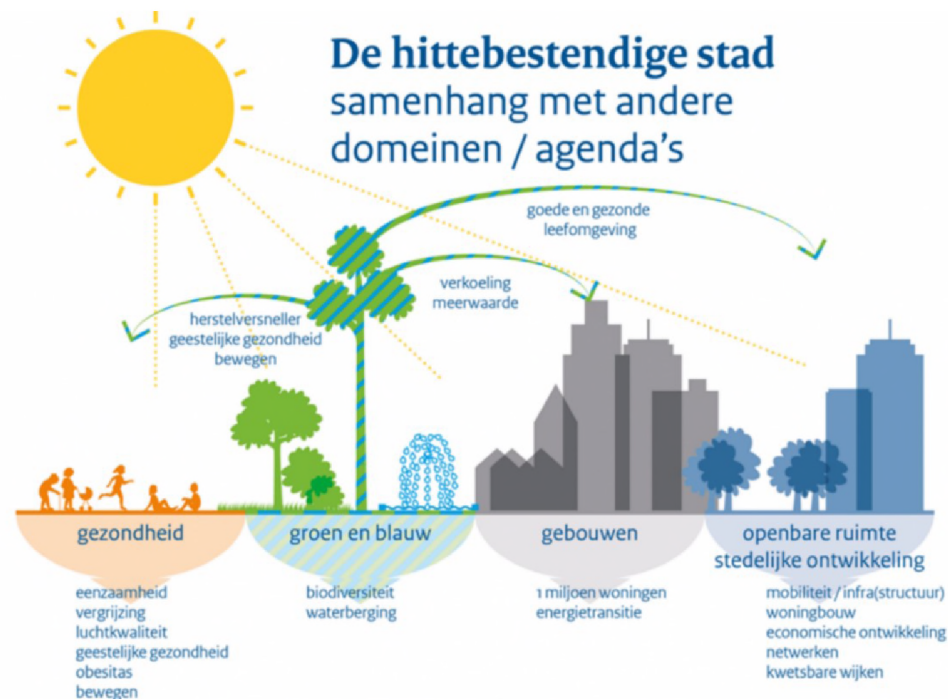 De hittebestendige stad
samenhang met andere
domeinen / agenda's
goede en gezonde
leefomgeving
verkoeling
meerwaarde
herstelversneller
geestelijke gezondheid
bewegen
gezondheid
eenzaamheid
vergrijzing
luchtkwaliteit
geestelijke gezondheid
obesitas
bewegen
groen en blauw
biodiversiteit
waterberging
gebouwen
1 miljoen woningen
energietransitie
openbare ruimte
stedelijke ontwikkeling
mobiliteit / infra(structuur)
woningbouw
economische ontwikkeling
netwerken
kwetsbare wijken